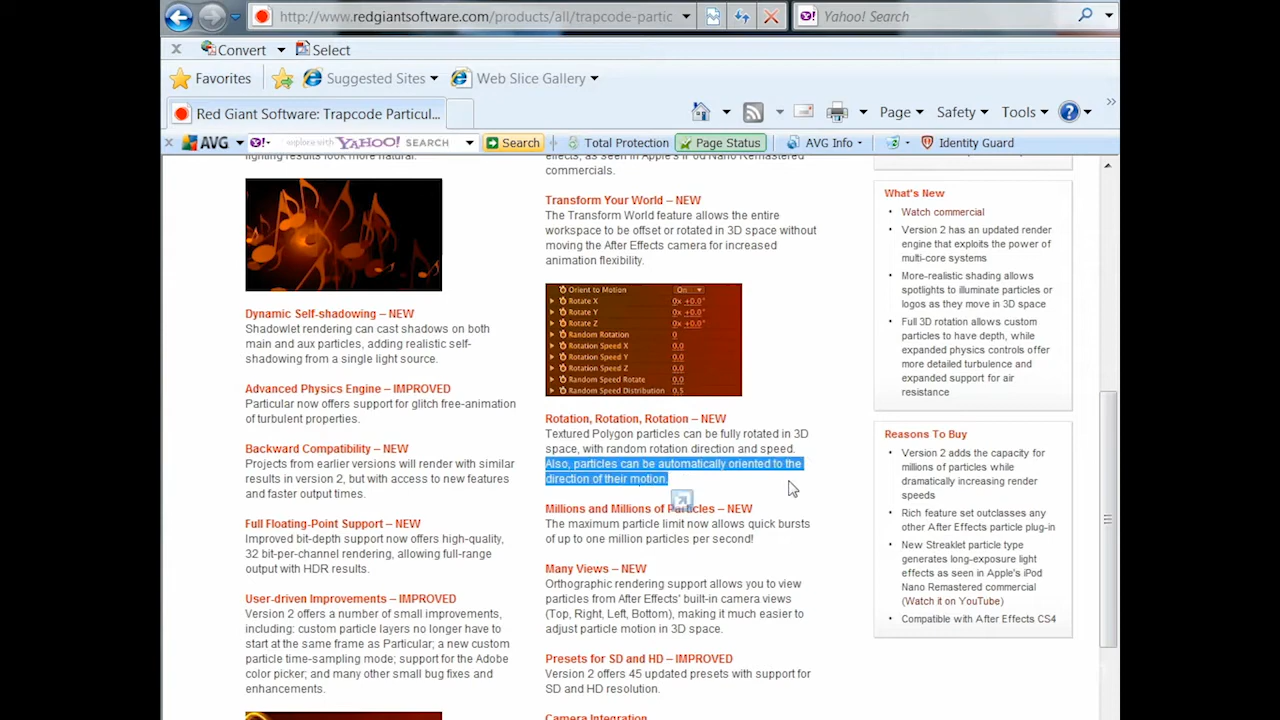 http://www.redgiantsoftware.com/products/all/trapcode-partic
Yahoo! Search
Convert
Select
Favorites
Suggested Sites
Web Slice Gallery
Red Giant Software: Trapcode Particul...
Page
Safety
Tools
AVG
explore with YAHOO! SEARCH
Search
Total Protection
Page Status
AVG Info
Identity Guard
lighting results look more natural.
Dynamic Self-shadowing – NEW
Shadowlet rendering can cast shadows on both
main and aux particles, adding realistic self-
shadowing from a single light source.
Advanced Physics Engine – IMPROVED
Particular now offers support for glitch free-animation
of turbulent properties.
Backward Compatibility – NEW
Projects from earlier versions will render with similar
results in version 2, but with access to new features
and faster output times.
Full Floating-Point Support – NEW
Improved bit-depth support now offers high-quality,
32 bit-per-channel rendering, allowing full-range
output with HDR results.
User-driven Improvements – IMPROVED
Version 2 offers a number of small improvements,
including: custom particle layers no longer have to
start at the same frame as Particular; a new custom
particle time-sampling mode; support for the Adobe
color picker; and many other small bug fixes and
enhancements.
effects, as seen in Apple's iPod Nano Remastered
commercials.
Transform Your World – NEW
The Transform World feature allows the entire
workspace to be offset or rotated in 3D space without
moving the After Effects camera for increased
animation flexibility.
Orient to Motion On
Rotate X 0x +0.0°
Rotate Y 0x +0.0°
Rotate Z 0x +0.0°
Random Rotation 0
Rotation Speed X 0.0
Rotation Speed Y 0.0
Rotation Speed Z 0.0
Random Speed Rotate 0.0
Random Speed Distribution 0.5
Rotation, Rotation, Rotation – NEW
Textured Polygon particles can be fully rotated in 3D
space, with random rotation direction and speed.
Also, particles can be automatically oriented to the
direction of their motion.
Millions and Millions of Particles – NEW
The maximum particle limit now allows quick bursts
of up to one million particles per second!
Many Views – NEW
Orthographic rendering support allows you to view
particles from After Effects' built-in camera views
(Top, Right, Left, Bottom), making it much easier to
adjust particle motion in 3D space.
Presets for SD and HD – IMPROVED
Version 2 offers 45 updated presets with support for
SD and HD resolution.
Camera Integration
What's New
Watch commercial
Version 2 has an updated render
engine that exploits the power of
multi-core systems
More-realistic shading allows
spotlights to illuminate particles or
logos as they move in 3D space
Full 3D rotation allows custom
particles to have depth, while
expanded physics controls offer
more detailed turbulence and
expanded support for air
resistance
Reasons To Buy
Version 2 adds the capacity for
millions of particles while
dramatically increasing render
speeds
Rich feature set outclasses any
other After Effects particle plug-in
New Streaklet particle type
generates long-exposure light
effects as seen in Apple's iPod
Nano Remastered commercial
(Watch it on YouTube)
Compatible with After Effects CS4